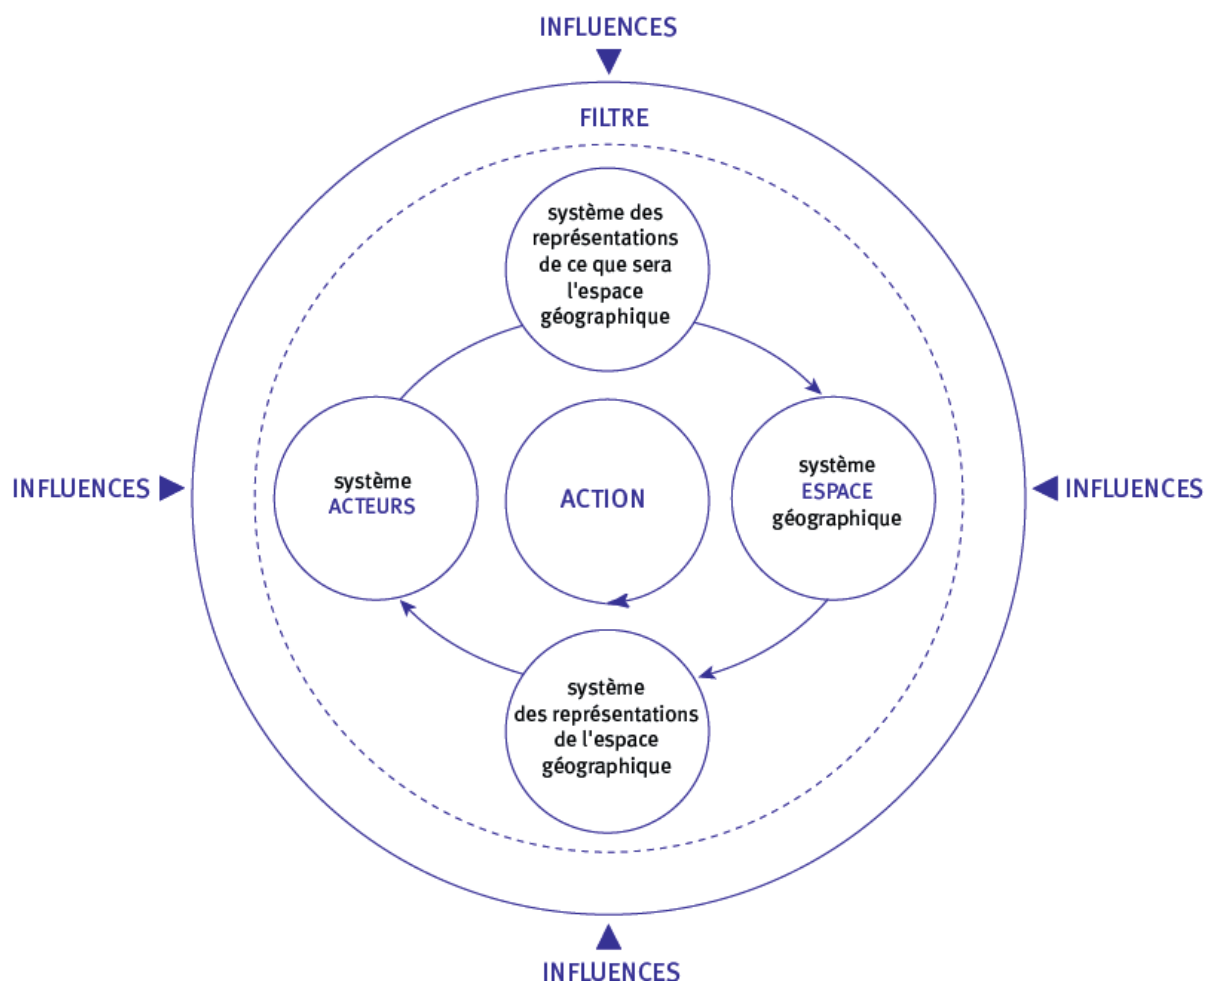 INFLUENCES
FILTRE
système des
représentations
de ce que sera
l'espace
géographique
INFLUENCES
système
ACTEURS
ACTION
système
ESPACE
géographique
INFLUENCES
système
des représentations
de l'espace
géographique
INFLUENCES